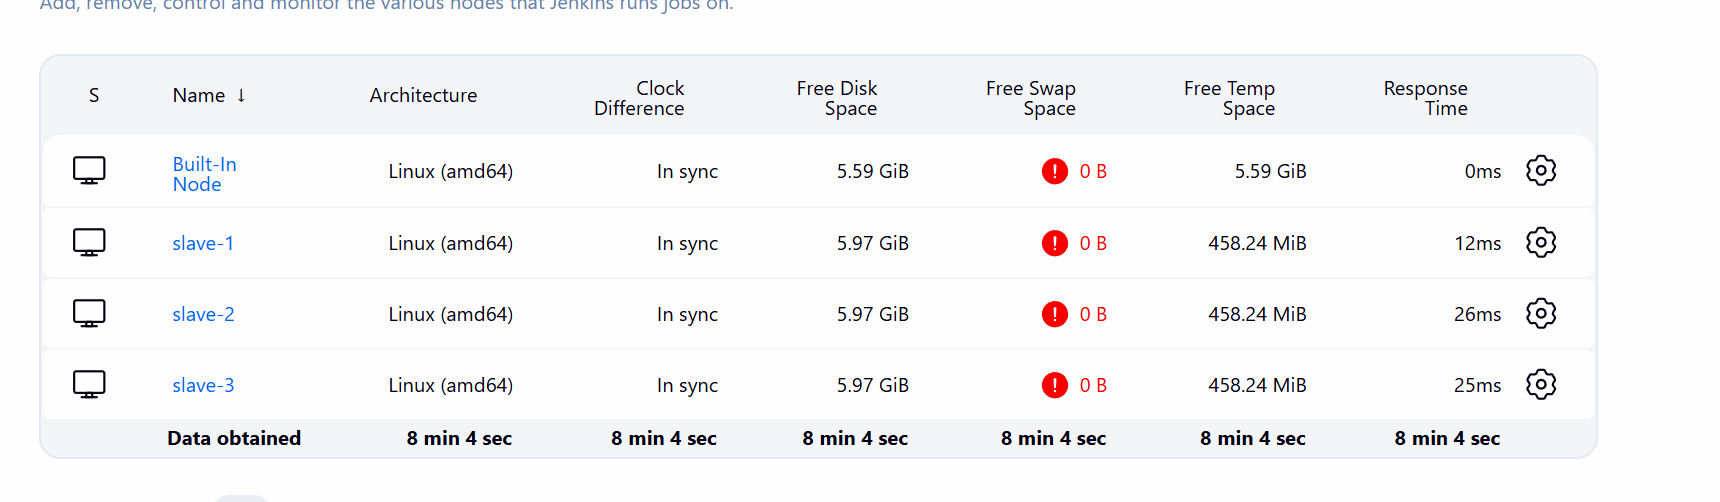 Add, remove, control and monitor the various nodes that Jenkins runs jobs on.
S Name ↓ Architecture Clock Difference Free Disk Space Free Swap Space Free Temp Space Response Time
Built-In Node Linux (amd64) In sync 5.59 GiB 0 B 5.59 GiB 0ms
slave-1 Linux (amd64) In sync 5.97 GiB 0 B 458.24 MiB 12ms
slave-2 Linux (amd64) In sync 5.97 GiB 0 B 458.24 MiB 26ms
slave-3 Linux (amd64) In sync 5.97 GiB 0 B 458.24 MiB 25ms
Data obtained 8 min 4 sec 8 min 4 sec 8 min 4 sec 8 min 4 sec 8 min 4 sec 8 min 4 sec